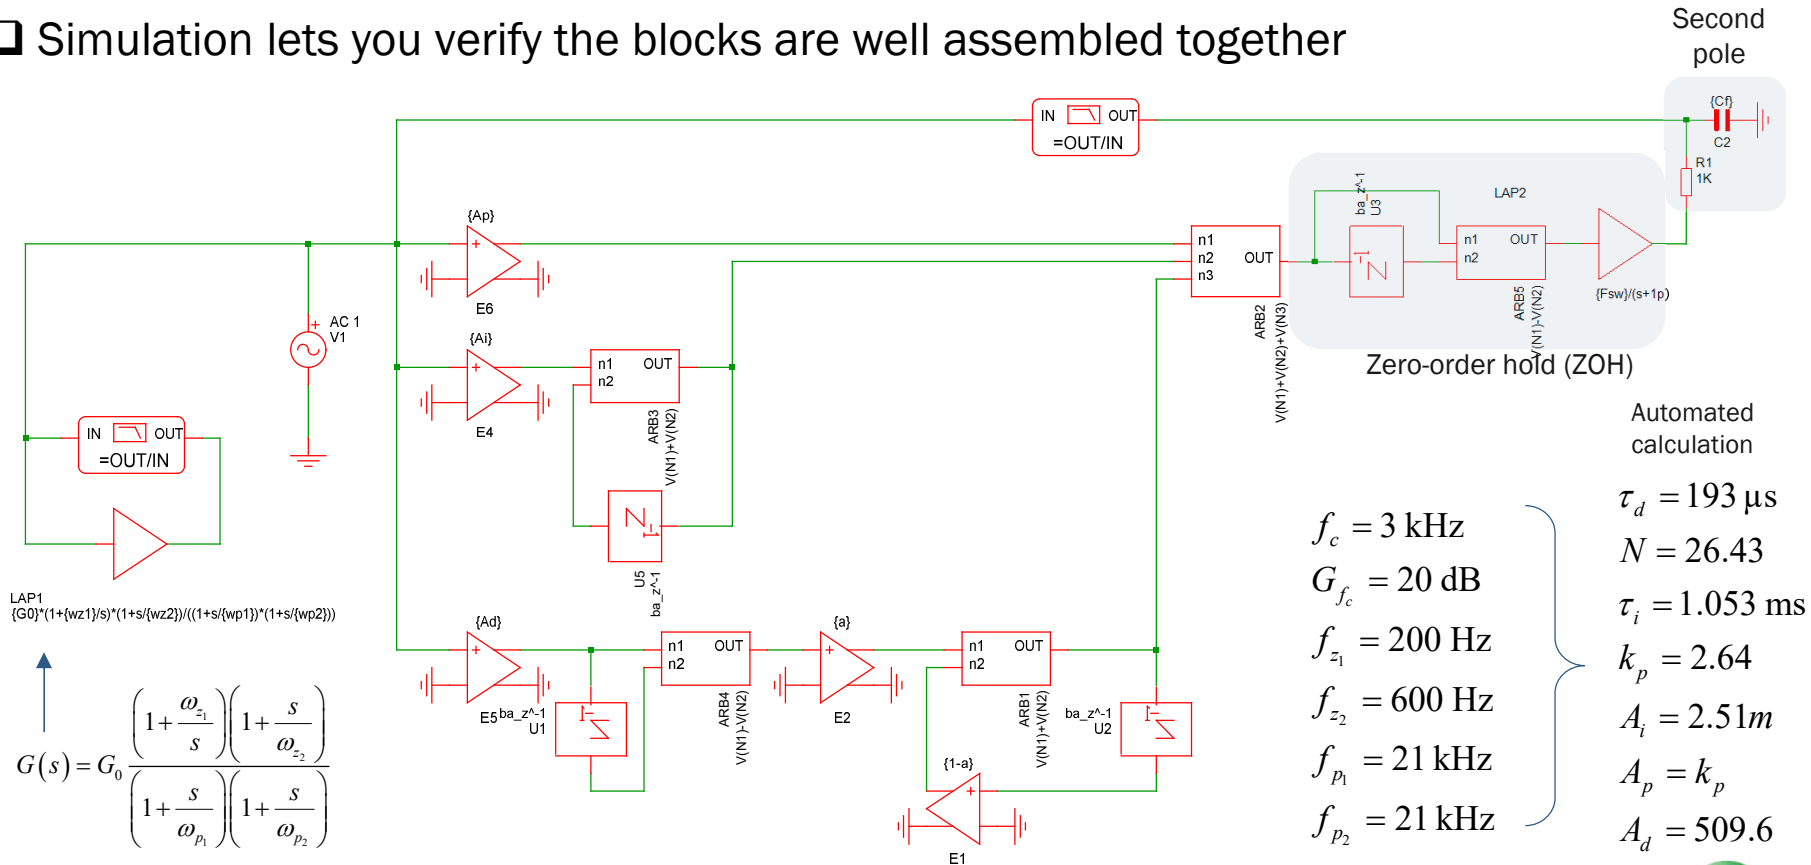 ❑ Simulation lets you verify the blocks are well assembled together
Second
pole
{Cf}
C2
R1
1K
IN OUT
=OUT/IN
{Ap}
E6
n1
n2
n3
OUT
ARB2
V(N1)+V(N2)+V(N3)
ba_z^-1
U3
Z^-1
LAP2
n1 OUT
n2
ARB5
V(N1)-V(N2)
{Fsw}/(s+1p)
Zero-order hold (ZOH)
AC 1
V1
{Ai}
E4
n1 OUT
n2
ARB3
V(N1)+V(N2)
Z^-1
U5
ba_z^-1
IN OUT
=OUT/IN
LAP1
{G0}*(1+{wz1}/s)*(1+s/{wz2})/((1+s/{wp1})*(1+s/{wp2}))
G(s) = G₀ (1 + ω_z₁/s)(1 + s/ω_z₂) / (1 + s/ω_p₁)(1 + s/ω_p₂)
{Ad}
E5
ba_z^-1
U1
Z^-1
n1 OUT
n2
ARB4
V(N1)-V(N2)
{a}
E2
n1 OUT
n2
ARB1
V(N1)+V(N2)
ba_z^-1
U2
Z^-1
{1-a}
E1
f_c = 3 kHz
G_f_c = 20 dB
f_z₁ = 200 Hz
f_z₂ = 600 Hz
f_p₁ = 21 kHz
f_p₂ = 21 kHz
Automated
calculation
τ_d = 193 µs
N = 26.43
τ_i = 1.053 ms
k_p = 2.64
A_i = 2.51m
A_p = k_p
A_d = 509.6